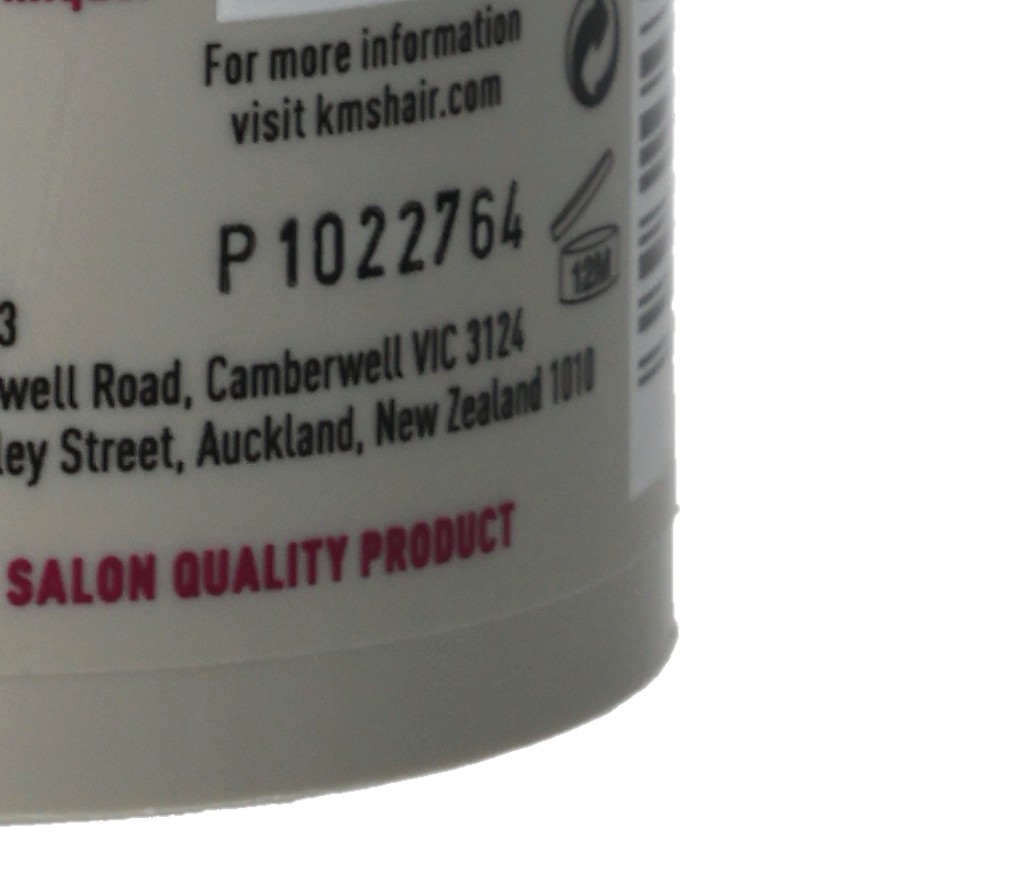 For more information
visit kmshair.com
P1022764
12M
3
well Road, Camberwell VIC 3124
ley Street, Auckland, New Zealand 1010
SALON QUALITY PRODUCT